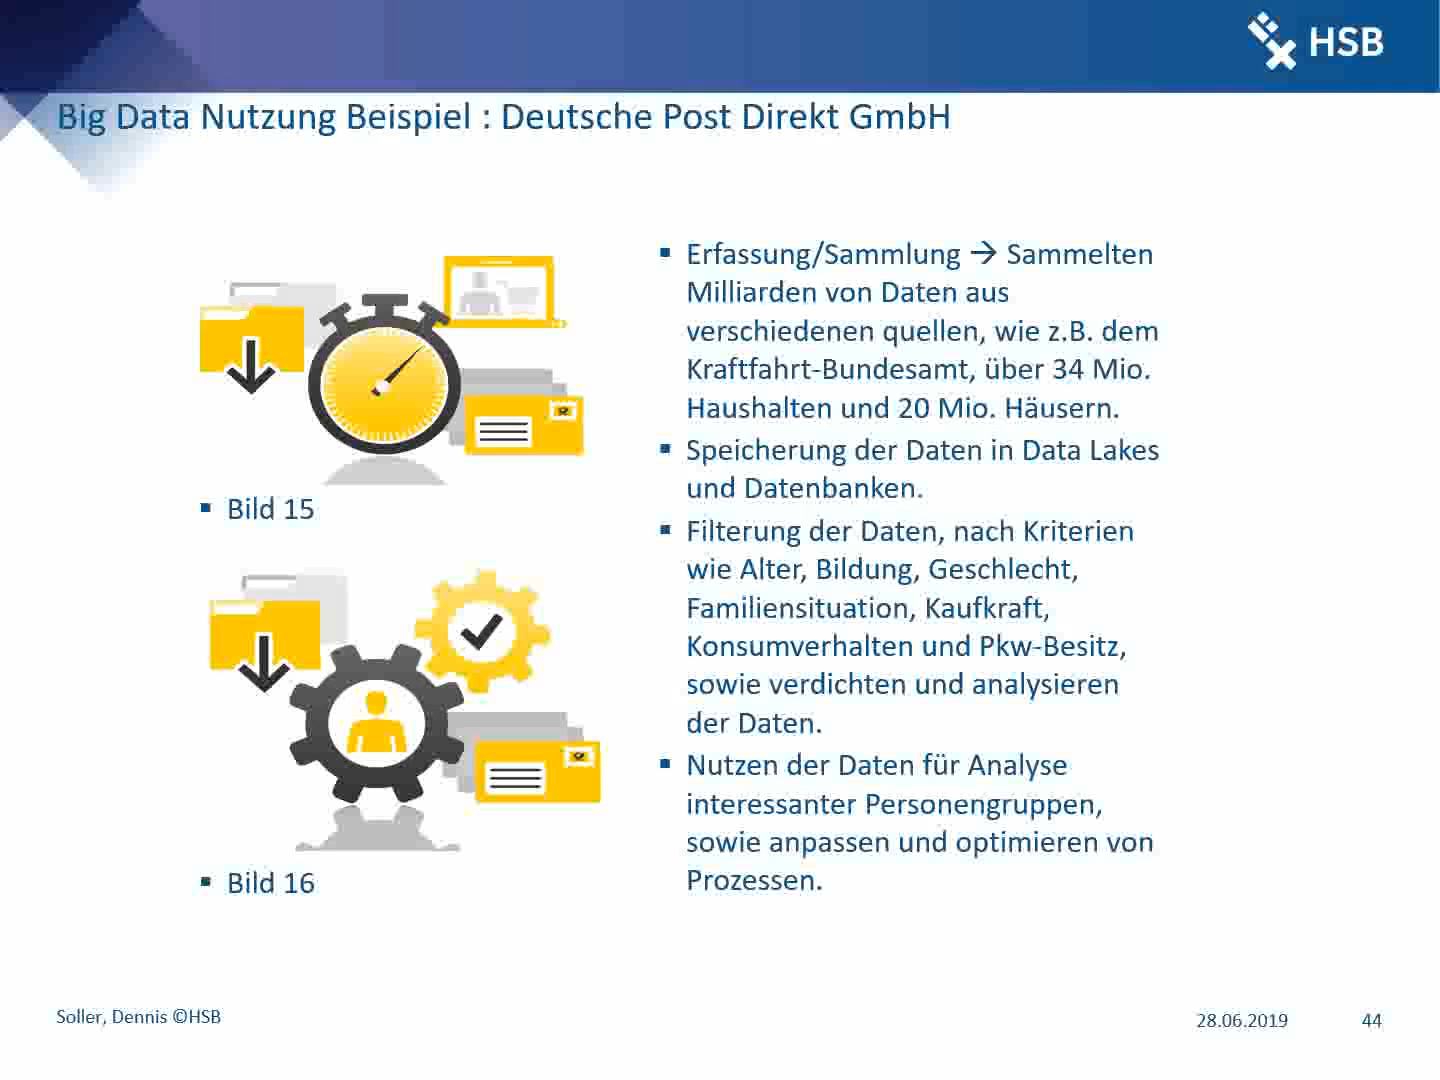 HSB
Big Data Nutzung Beispiel : Deutsche Post Direkt GmbH
▪ Bild 15
▪ Bild 16
▪ Erfassung/Sammlung → Sammelten
Milliarden von Daten aus
verschiedenen quellen, wie z.B. dem
Kraftfahrt-Bundesamt, über 34 Mio.
Haushalten und 20 Mio. Häusern.
▪ Speicherung der Daten in Data Lakes
und Datenbanken.
▪ Filterung der Daten, nach Kriterien
wie Alter, Bildung, Geschlecht,
Familiensituation, Kaufkraft,
Konsumverhalten und Pkw-Besitz,
sowie verdichten und analysieren
der Daten.
▪ Nutzen der Daten für Analyse
interessanter Personengruppen,
sowie anpassen und optimieren von
Prozessen.
Soller, Dennis ©HSB
28.06.2019
44